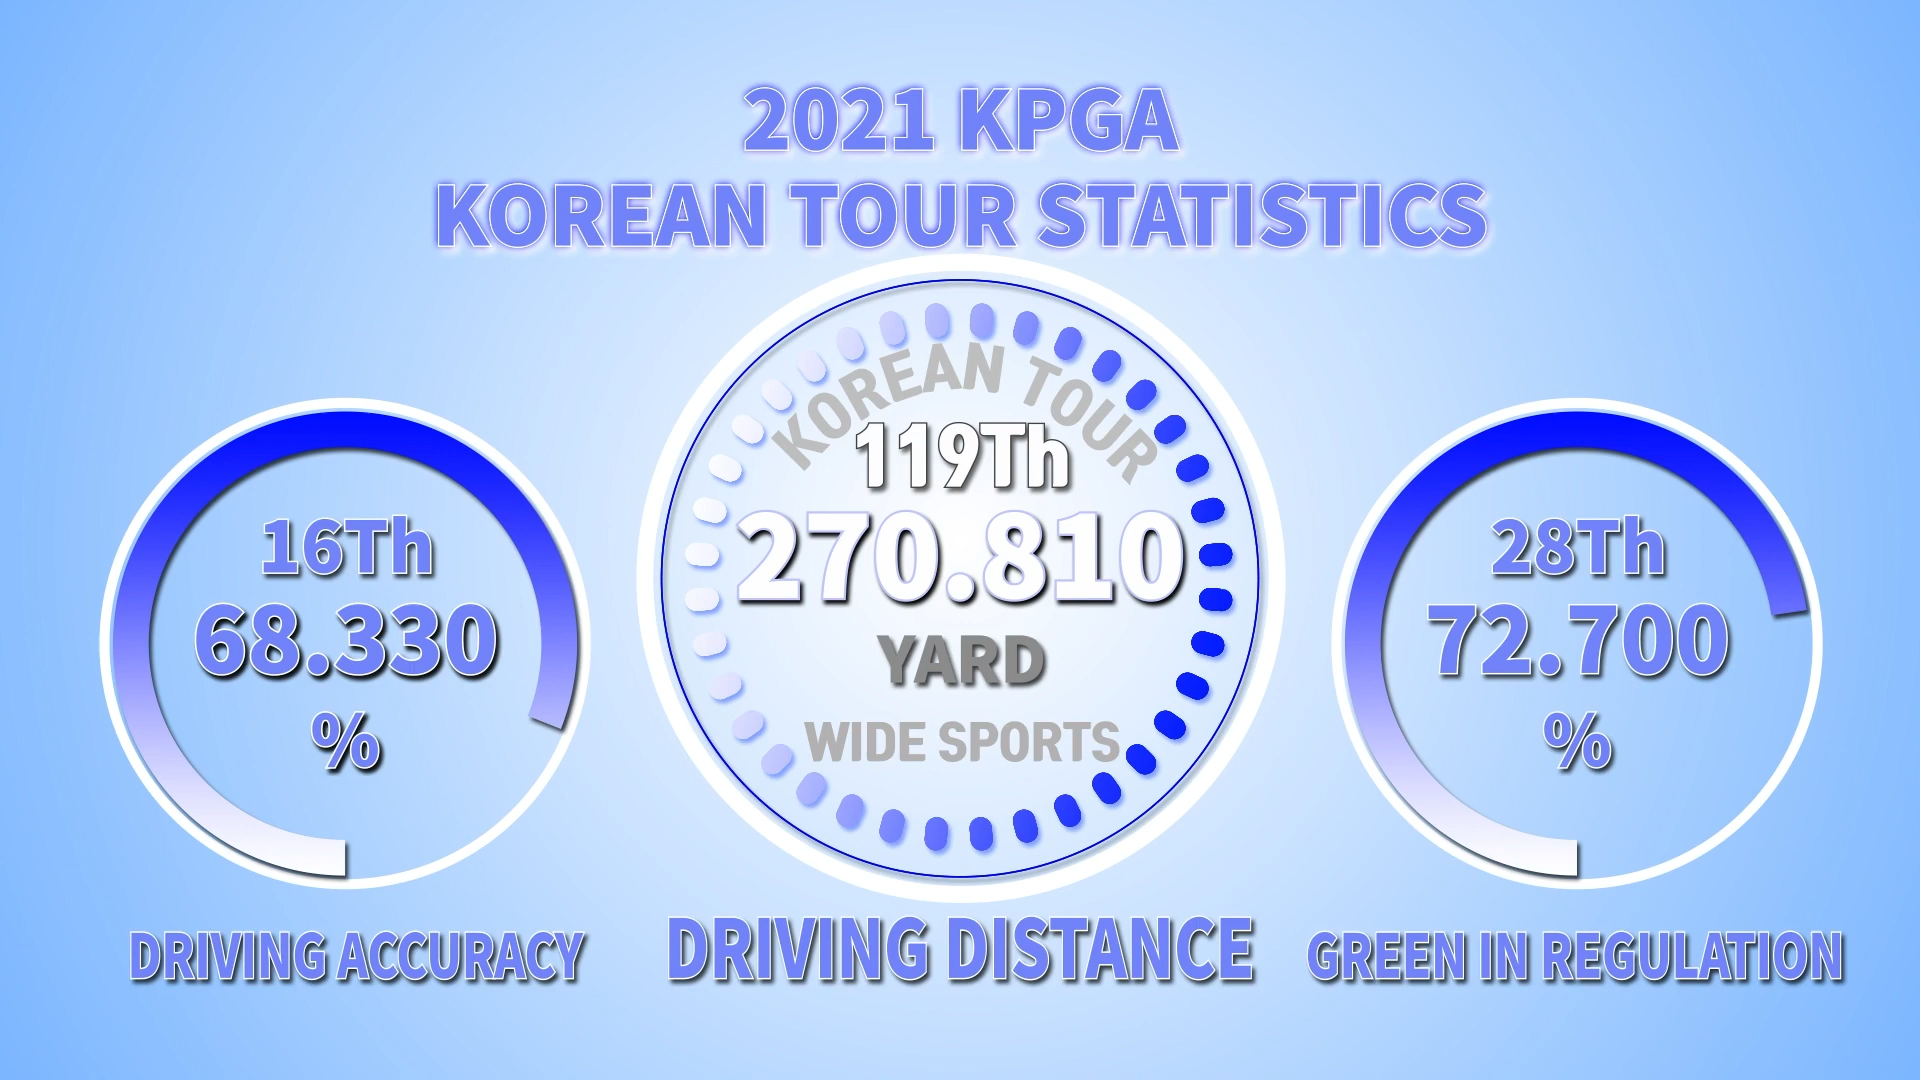 2021 KPGA
KOREAN TOUR STATISTICS
16Th
68.330
%
DRIVING ACCURACY
KOREAN TOUR
119Th
270.810
YARD
WIDE SPORTS
DRIVING DISTANCE
28Th
72.700
%
GREEN IN REGULATION